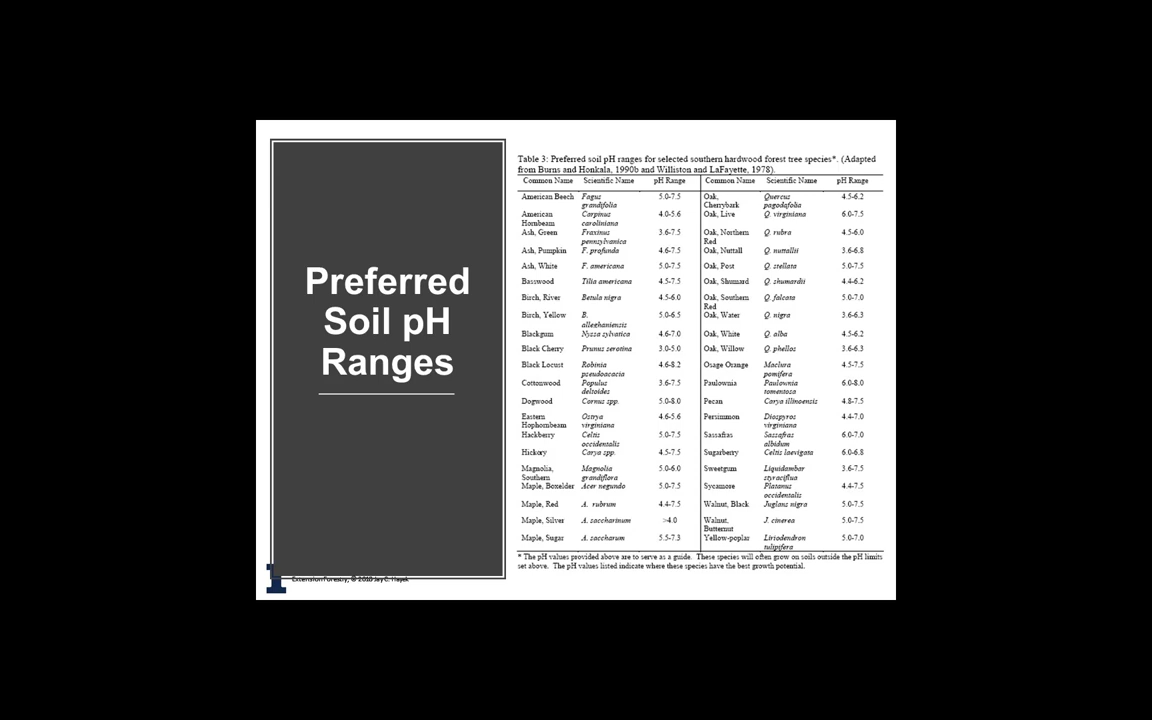 Preferred
Soil pH
Ranges
Extension Forestry, © 2018 Jay C. Hayek
Table 3: Preferred soil pH ranges for selected southern hardwood forest tree species*. (Adapted
from Burns and Honkala, 1990b and Williston and LaFayette, 1978).
Common Name Scientific Name pH Range Common Name Scientific Name pH Range
American Beech Fagus 5.0-7.5 Oak, Quercus 4.5-6.2
grandifolia Cherrybark pagodafolia
American Carpinus 4.0-5.6 Oak, Live Q. virginiana 6.0-7.5
Hornbeam caroliniana
Ash, Green Fraxinus 3.6-7.5 Oak, Northern Q. rubra 4.5-6.0
pennsylvanica Red
Ash, Pumpkin F. profunda 4.6-7.5 Oak, Nuttall Q. nuttallii 3.6-6.8
Ash, White F. americana 5.0-7.5 Oak, Post Q. stellata 5.0-7.5
Basswood Tilia americana 4.5-7.5 Oak, Shumard Q. shumardii 4.4-6.2
Birch, River Betula nigra 4.5-6.0 Oak, Southern Q. falcata 5.0-7.0
Red
Birch, Yellow B. 5.0-6.5 Oak, Water Q. nigra 3.6-6.3
alleghaniensis
Blackgum Nyssa sylvatica 4.6-7.0 Oak, White Q. alba 4.5-6.2
Black Cherry Prunus serotina 3.0-5.0 Oak, Willow Q. phellos 3.6-6.3
Black Locust Robinia 4.6-8.2 Osage Orange Maclura 4.5-7.5
pseudoacacia pomifera
Cottonwood Populus 3.6-7.5 Paulownia Paulownia 6.0-8.0
deltoides tomentosa
Dogwood Cornus spp. 5.0-8.0 Pecan Carya illinoensis 4.8-7.5
Eastern Ostrya 4.6-5.6 Persimmon Diospyros 4.4-7.0
Hophornbeam virginiana virginiana
Hackberry Celtis 5.0-7.5 Sassafras Sassafras 6.0-7.0
occidentalis albidum
Hickory Carya spp. 4.5-7.5 Sugarberry Celtis laevigata 6.0-6.8
Magnolia, Magnolia 5.0-6.0 Sweetgum Liquidambar 3.6-7.5
Southern grandiflora styraciflua
Maple, Boxelder Acer negundo 5.0-7.5 Sycamore Platanus 4.4-7.5
occidentalis
Maple, Red A. rubrum 4.4-7.5 Walnut, Black Juglans nigra 5.0-7.5
Maple, Silver A. saccharinum >4.0 Walnut, J. cinerea 5.0-7.5
Butternut
Maple, Sugar A. saccharum 5.5-7.3 Yellow-poplar Liriodendron 5.0-7.0
tulipifera
* The pH values provided above are to serve as a guide. These species will often grow on soils outside the pH limits
set above. The pH values listed indicate where these species have the best growth potential.